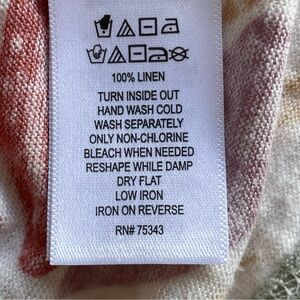 100% LINEN
TURN INSIDE OUT
HAND WASH COLD
WASH SEPARATELY
ONLY NON-CHLORINE
BLEACH WHEN NEEDED
RESHAPE WHILE DAMP
DRY FLAT
LOW IRON
IRON ON REVERSE
RN# 75343